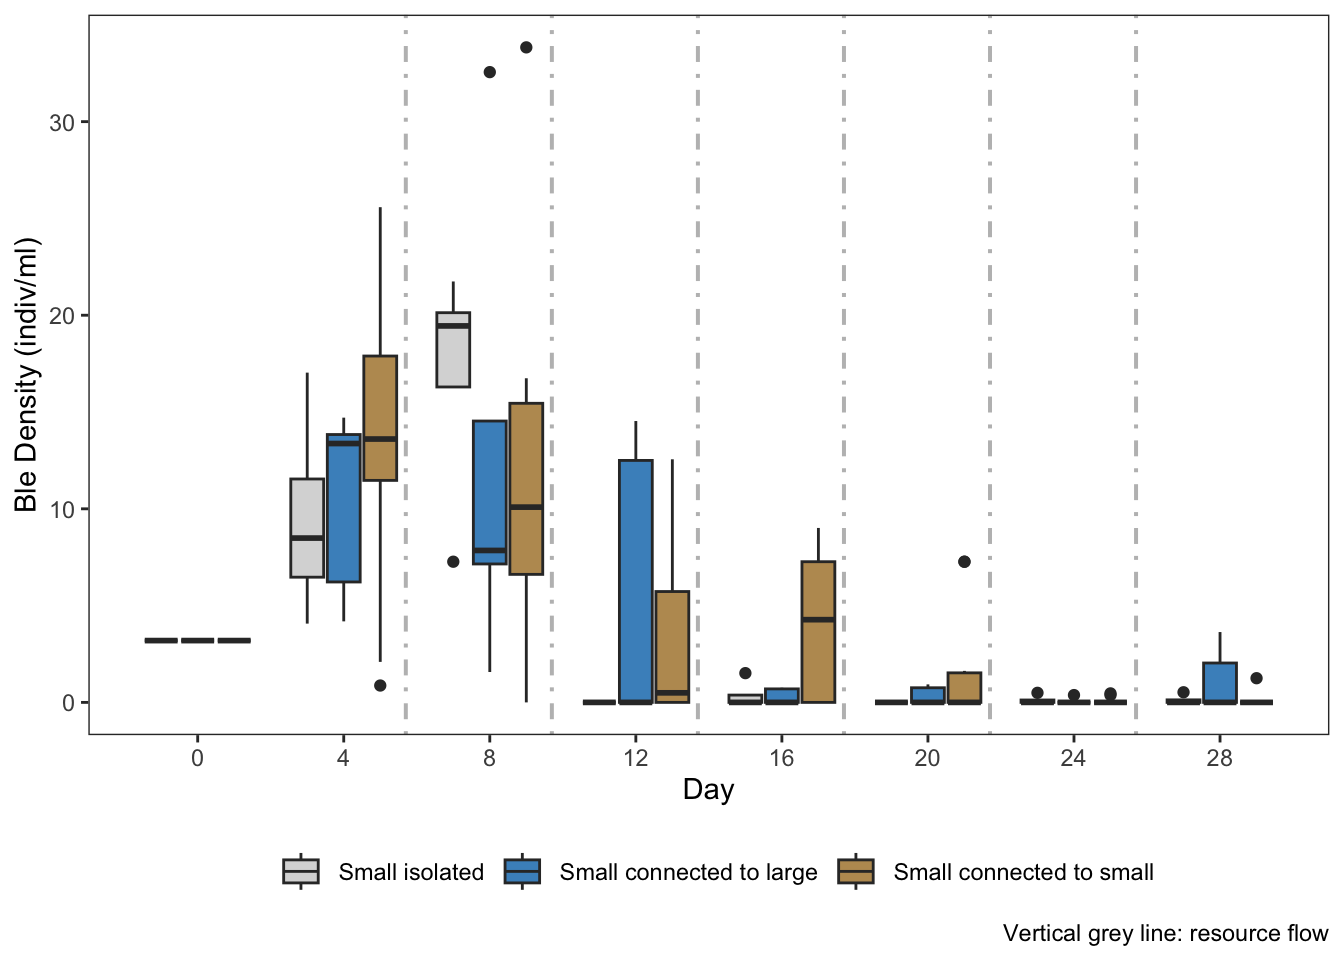 Ble Density (indiv/ml)
30
20
10
0
0 4 8 12 16 20 24 28
Day
Small isolated Small connected to large Small connected to small
Vertical grey line: resource flow